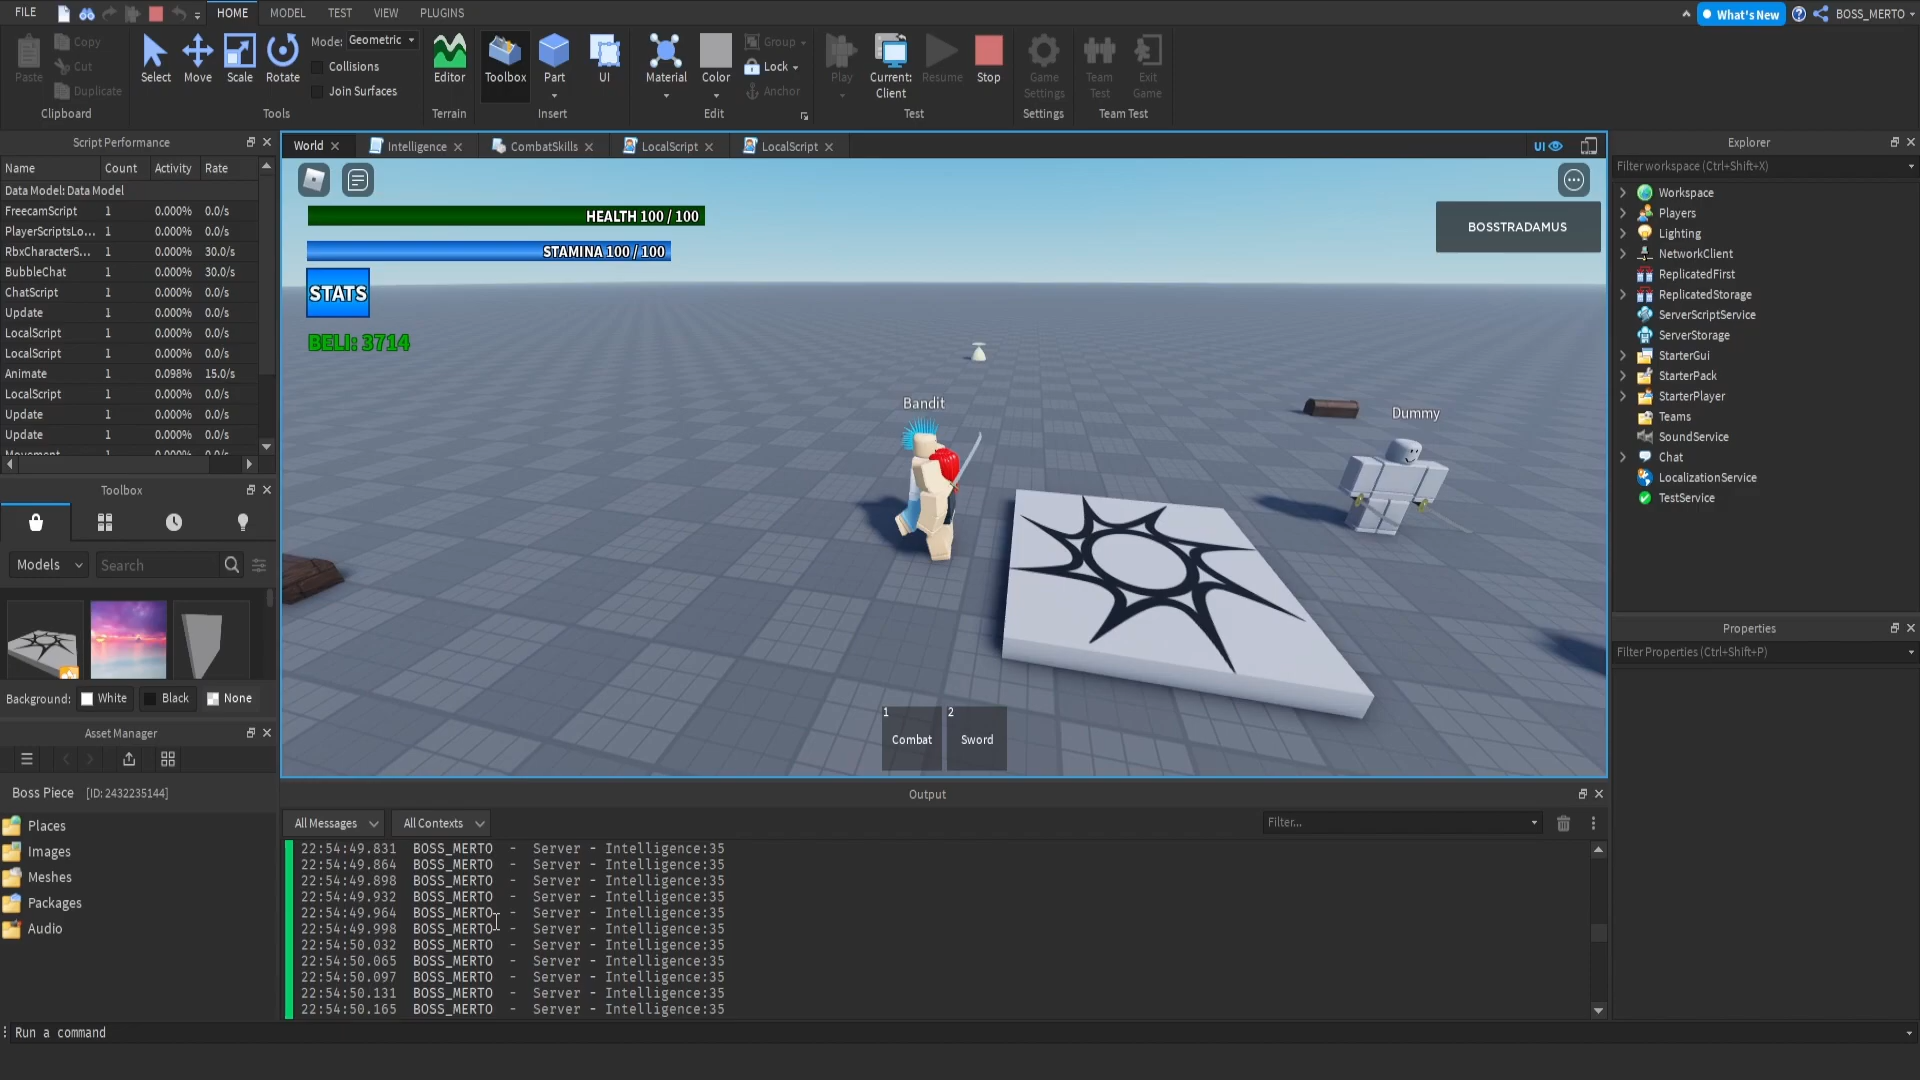 FILE HOME MODEL TEST VIEW PLUGINS What's New BOSS_MERTO
Paste Copy Cut Duplicate Clipboard
Select Move Scale Rotate Mode: Geometric Collisions Join Surfaces Tools
Editor Terrain
Toolbox Part UI Insert
Material Color Group Lock Anchor Edit
Play Current: Client Resume Stop Test
Game Settings Settings
Team Test Exit Game Team Test
Script Performance
Name Count Activity Rate
Data Model: Data Model
FreecamScript 1 0.000% 0.0/s
PlayerScriptsLo... 1 0.000% 0.0/s
RbxCharacterS... 1 0.000% 30.0/s
BubbleChat 1 0.000% 30.0/s
ChatScript 1 0.000% 0.0/s
Update 1 0.000% 0.0/s
LocalScript 1 0.000% 0.0/s
LocalScript 1 0.000% 0.0/s
Animate 1 0.098% 15.0/s
LocalScript 1 0.000% 0.0/s
Update 1 0.000% 0.0/s
Update 1 0.000% 0.0/s
Toolbox
Models Search
Background: White Black None
Asset Manager
Boss Piece [ID: 2432235144]
Places
Images
Meshes
Packages
Audio
World Intelligence CombatSkills LocalScript LocalScript UI
HEALTH 100 / 100
STAMINA 100 / 100
STATS
BELI: 3714
BOSSTRADAMUS
Bandit
Dummy
1 Combat
2 Sword
Output
All Messages All Contexts Filter...
22:54:49.831 BOSS_MERTO - Server - Intelligence:35
22:54:49.864 BOSS_MERTO - Server - Intelligence:35
22:54:49.898 BOSS_MERTO - Server - Intelligence:35
22:54:49.932 BOSS_MERTO - Server - Intelligence:35
22:54:49.964 BOSS_MERTO - Server - Intelligence:35
22:54:49.998 BOSS_MERTO - Server - Intelligence:35
22:54:50.032 BOSS_MERTO - Server - Intelligence:35
22:54:50.065 BOSS_MERTO - Server - Intelligence:35
22:54:50.097 BOSS_MERTO - Server - Intelligence:35
22:54:50.131 BOSS_MERTO - Server - Intelligence:35
22:54:50.165 BOSS_MERTO - Server - Intelligence:35
Run a command
Explorer
Filter workspace (Ctrl+Shift+X)
Workspace
Players
Lighting
NetworkClient
ReplicatedFirst
ReplicatedStorage
ServerScriptService
ServerStorage
StarterGui
StarterPack
StarterPlayer
Teams
SoundService
Chat
LocalizationService
TestService
Properties
Filter Properties (Ctrl+Shift+P)